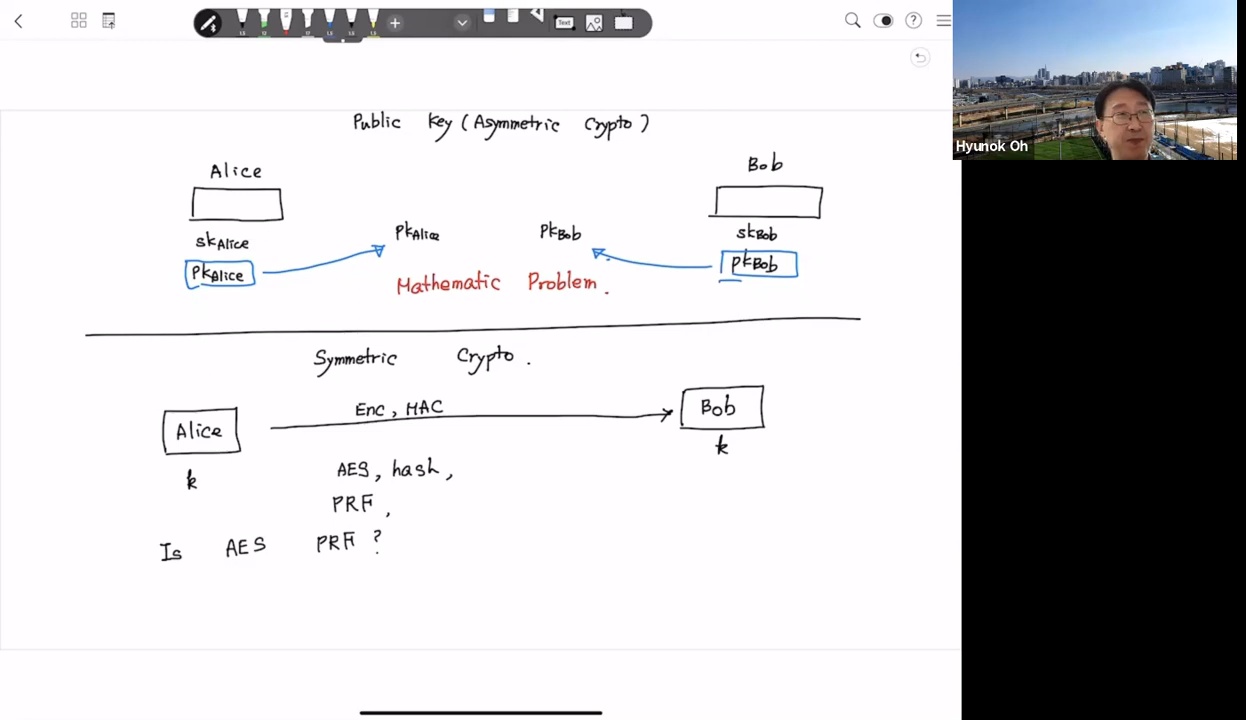 Text
Hyunok Oh
Public Key (Asymmetric Crypto)
Alice
Bob
skAlice
pkAlice
pkAlice
pkBob
skBob
pkBob
Mathematic Problem.
Symmetric Crypto.
Alice
Enc, MAC
Bob
k
k
AES, hash,
PRF,
Is AES PRF?